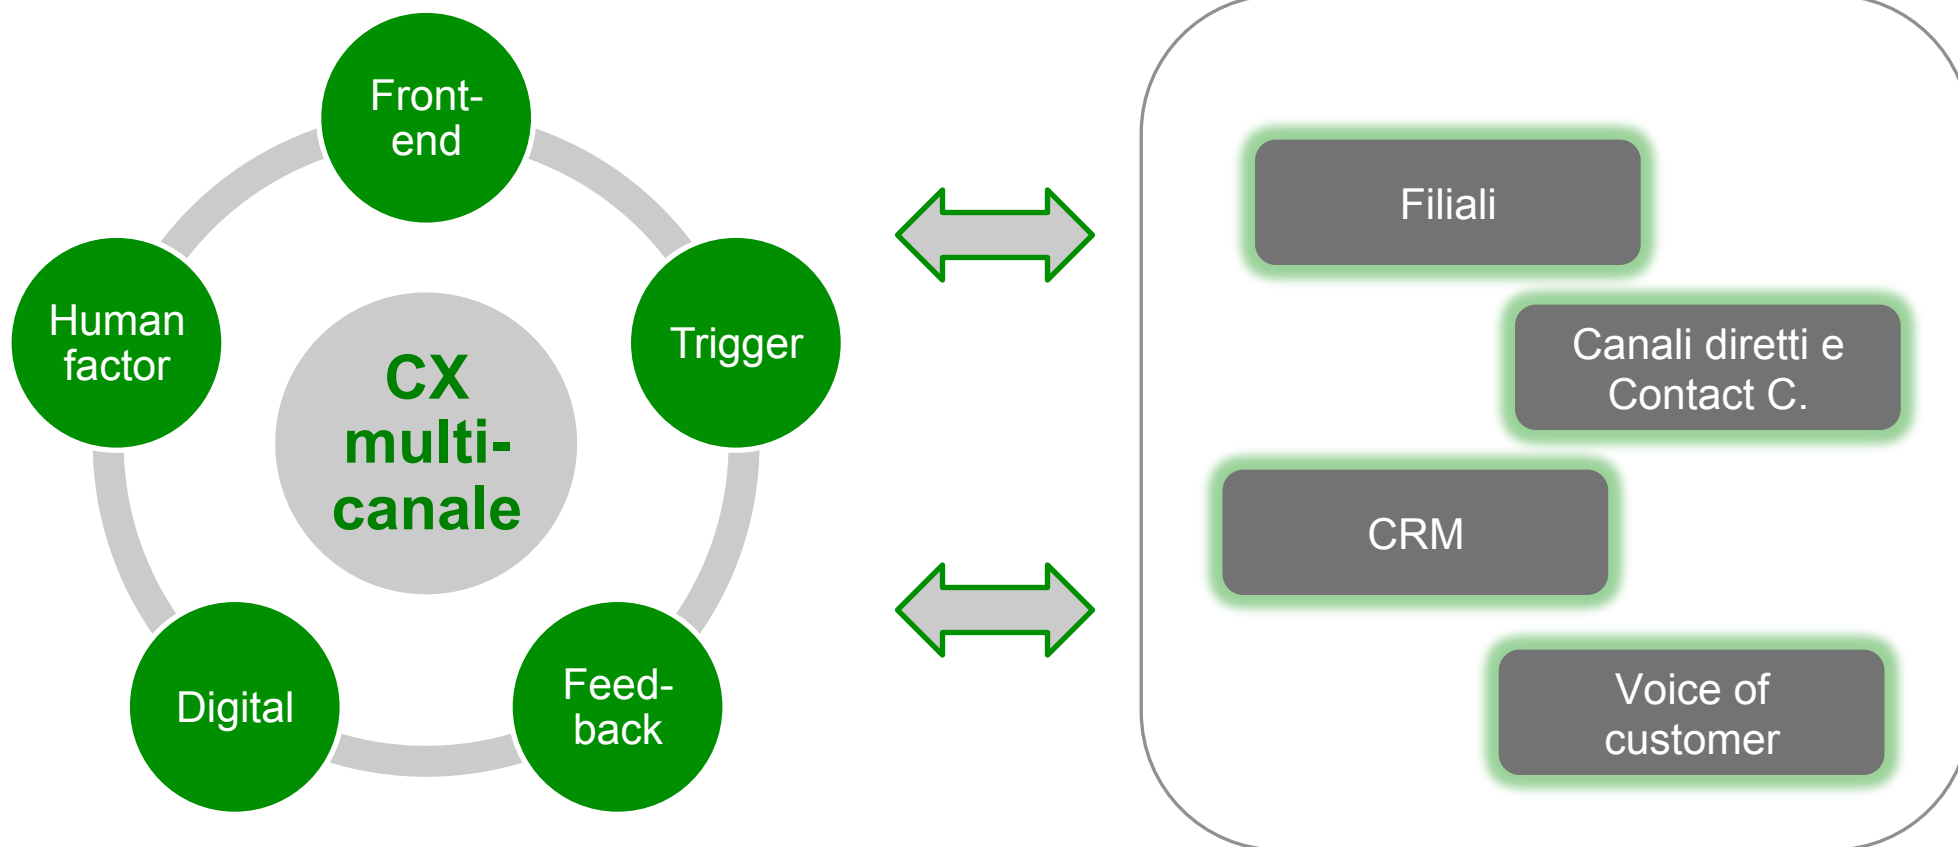 Front-
end
Human
factor
Trigger
CX
multi-
canale
Digital
Feed-
back
Filiali
Canali diretti e
Contact C.
CRM
Voice of
customer